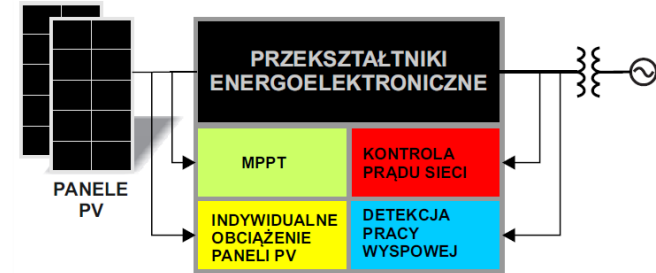 PRZEKSZTAŁTNIKI
ENERGOELEKTRONICZNE
MPPT
KONTROLA
PRĄDU SIECI
PANELE
PV
INDYWIDUALNE
OBCIĄŻENIE
PANELI PV
DETEKCJA
PRACY
WYSPOWEJ